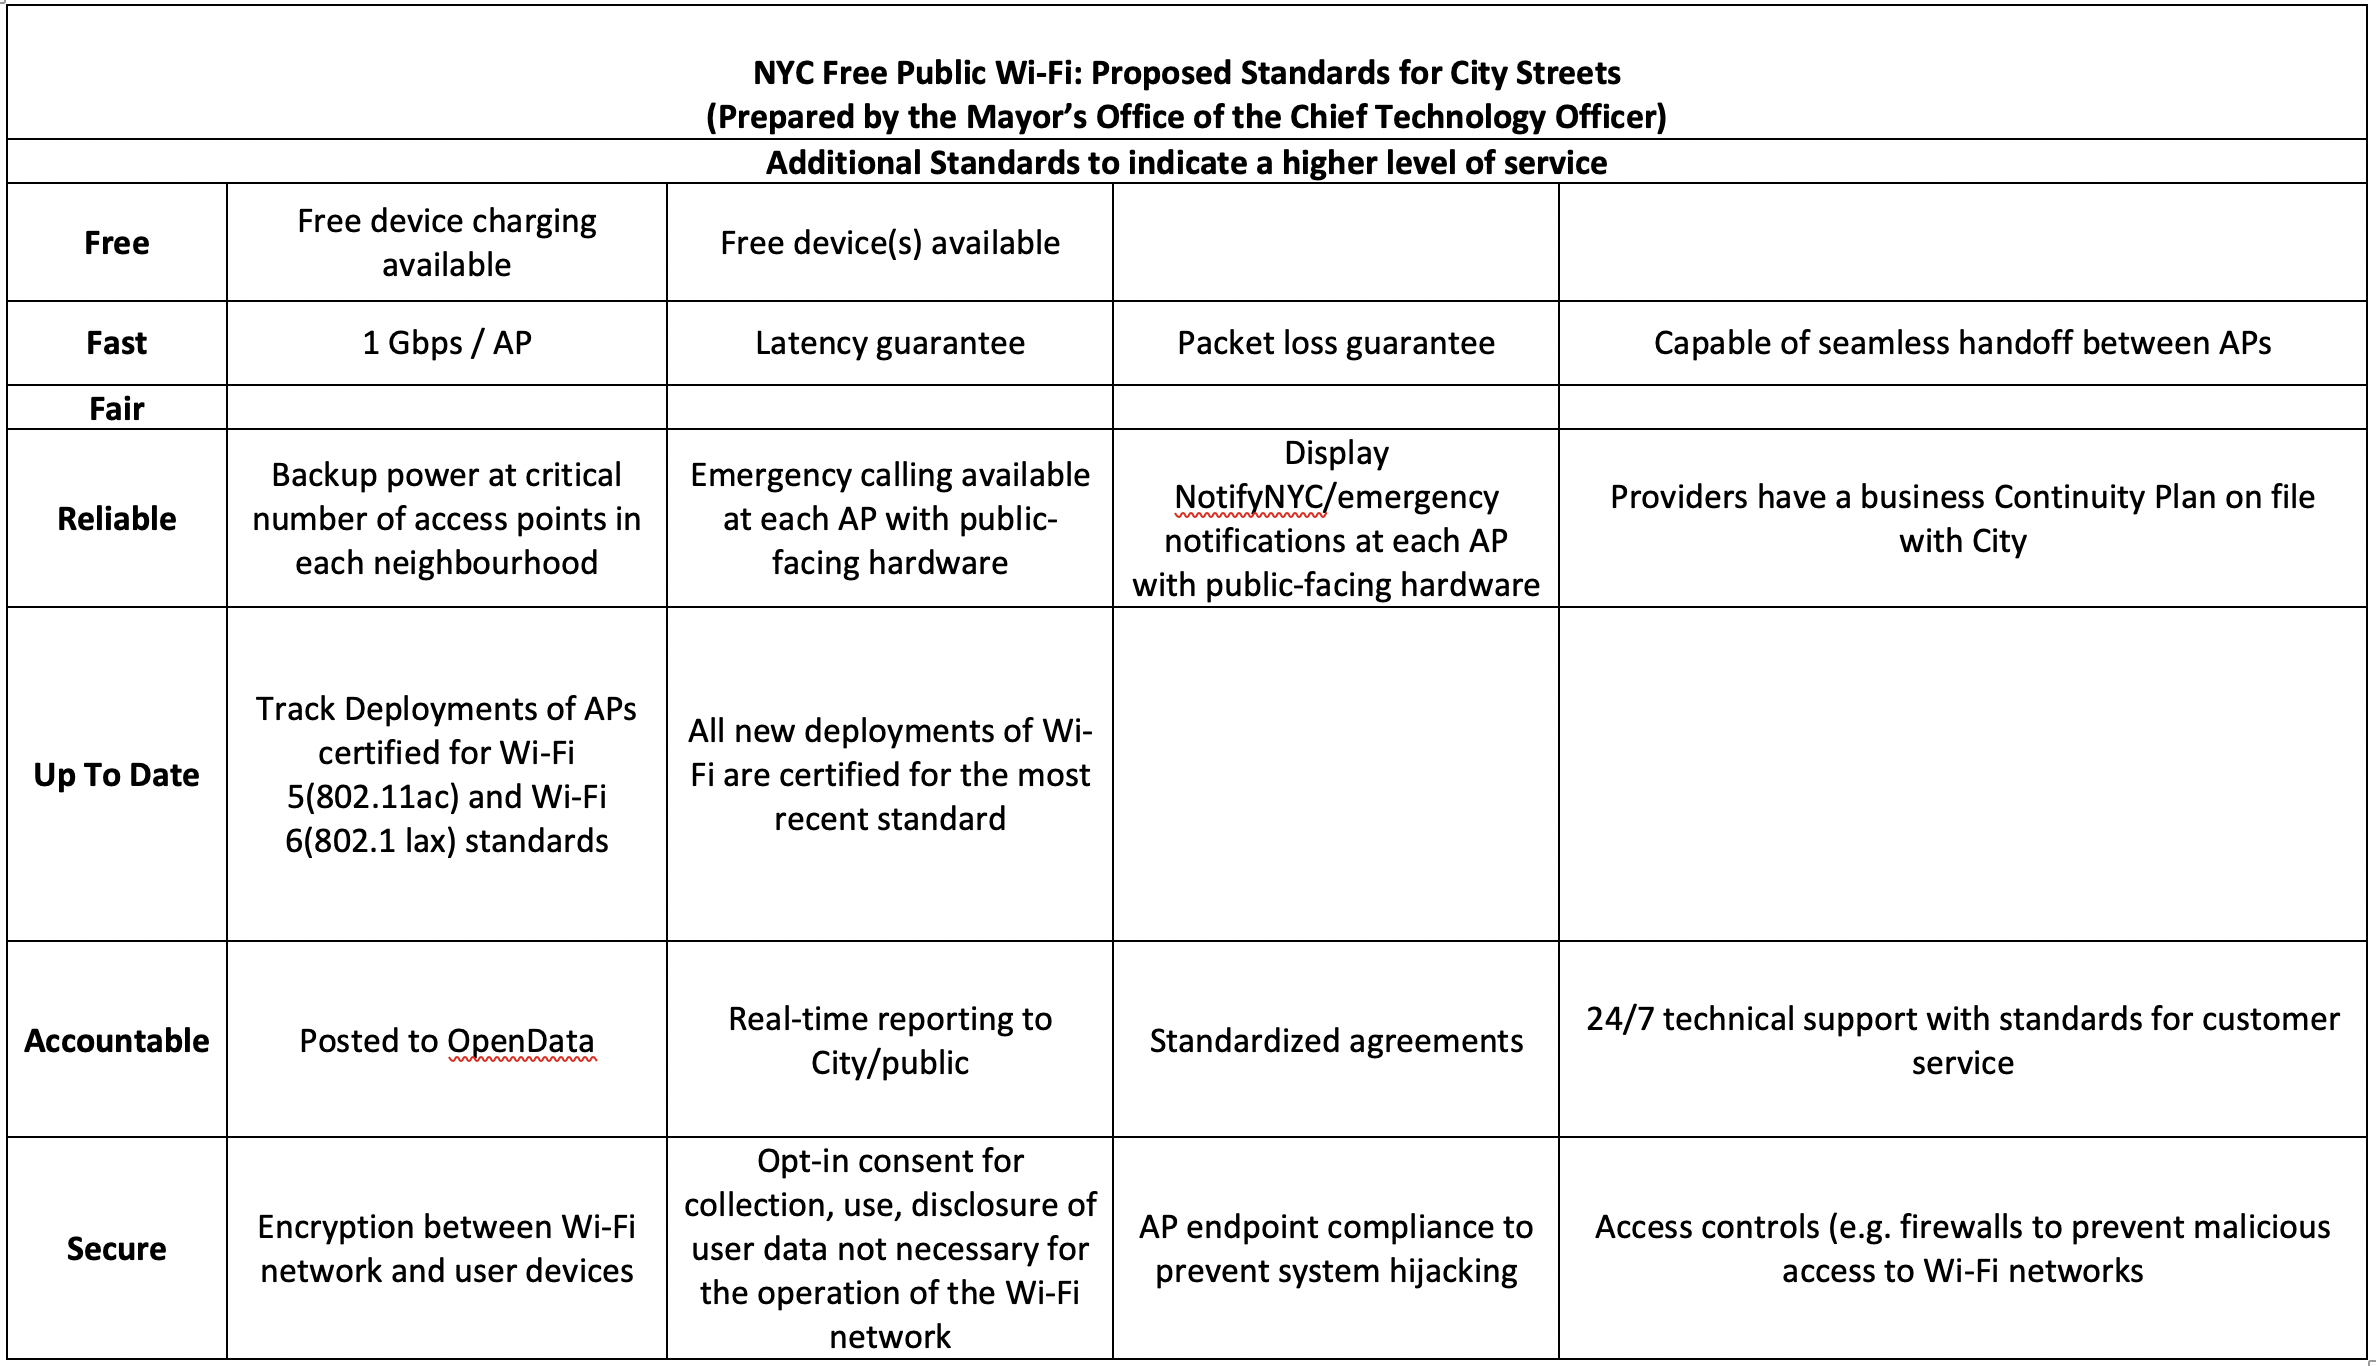 NYC Free Public Wi-Fi: Proposed Standards for City Streets
(Prepared by the Mayor’s Office of the Chief Technology Officer)
Additional Standards to indicate a higher level of service
Free
Free device charging
available
Free device(s) available
Fast
1 Gbps / AP
Latency guarantee
Packet loss guarantee
Capable of seamless handoff between APs
Fair
Reliable
Backup power at critical
number of access points in
each neighbourhood
Emergency calling available
at each AP with public-
facing hardware
Display
NotifyNYC/emergency
notifications at each AP
with public-facing hardware
Providers have a business Continuity Plan on file
with City
Up To Date
Track Deployments of APs
certified for Wi-Fi
5(802.11ac) and Wi-Fi
6(802.1 lax) standards
All new deployments of Wi-
Fi are certified for the most
recent standard
Accountable
Posted to OpenData
Real-time reporting to
City/public
Standardized agreements
24/7 technical support with standards for customer
service
Secure
Encryption between Wi-Fi
network and user devices
Opt-in consent for
collection, use, disclosure of
user data not necessary for
the operation of the Wi-Fi
network
AP endpoint compliance to
prevent system hijacking
Access controls (e.g. firewalls to prevent malicious
access to Wi-Fi networks